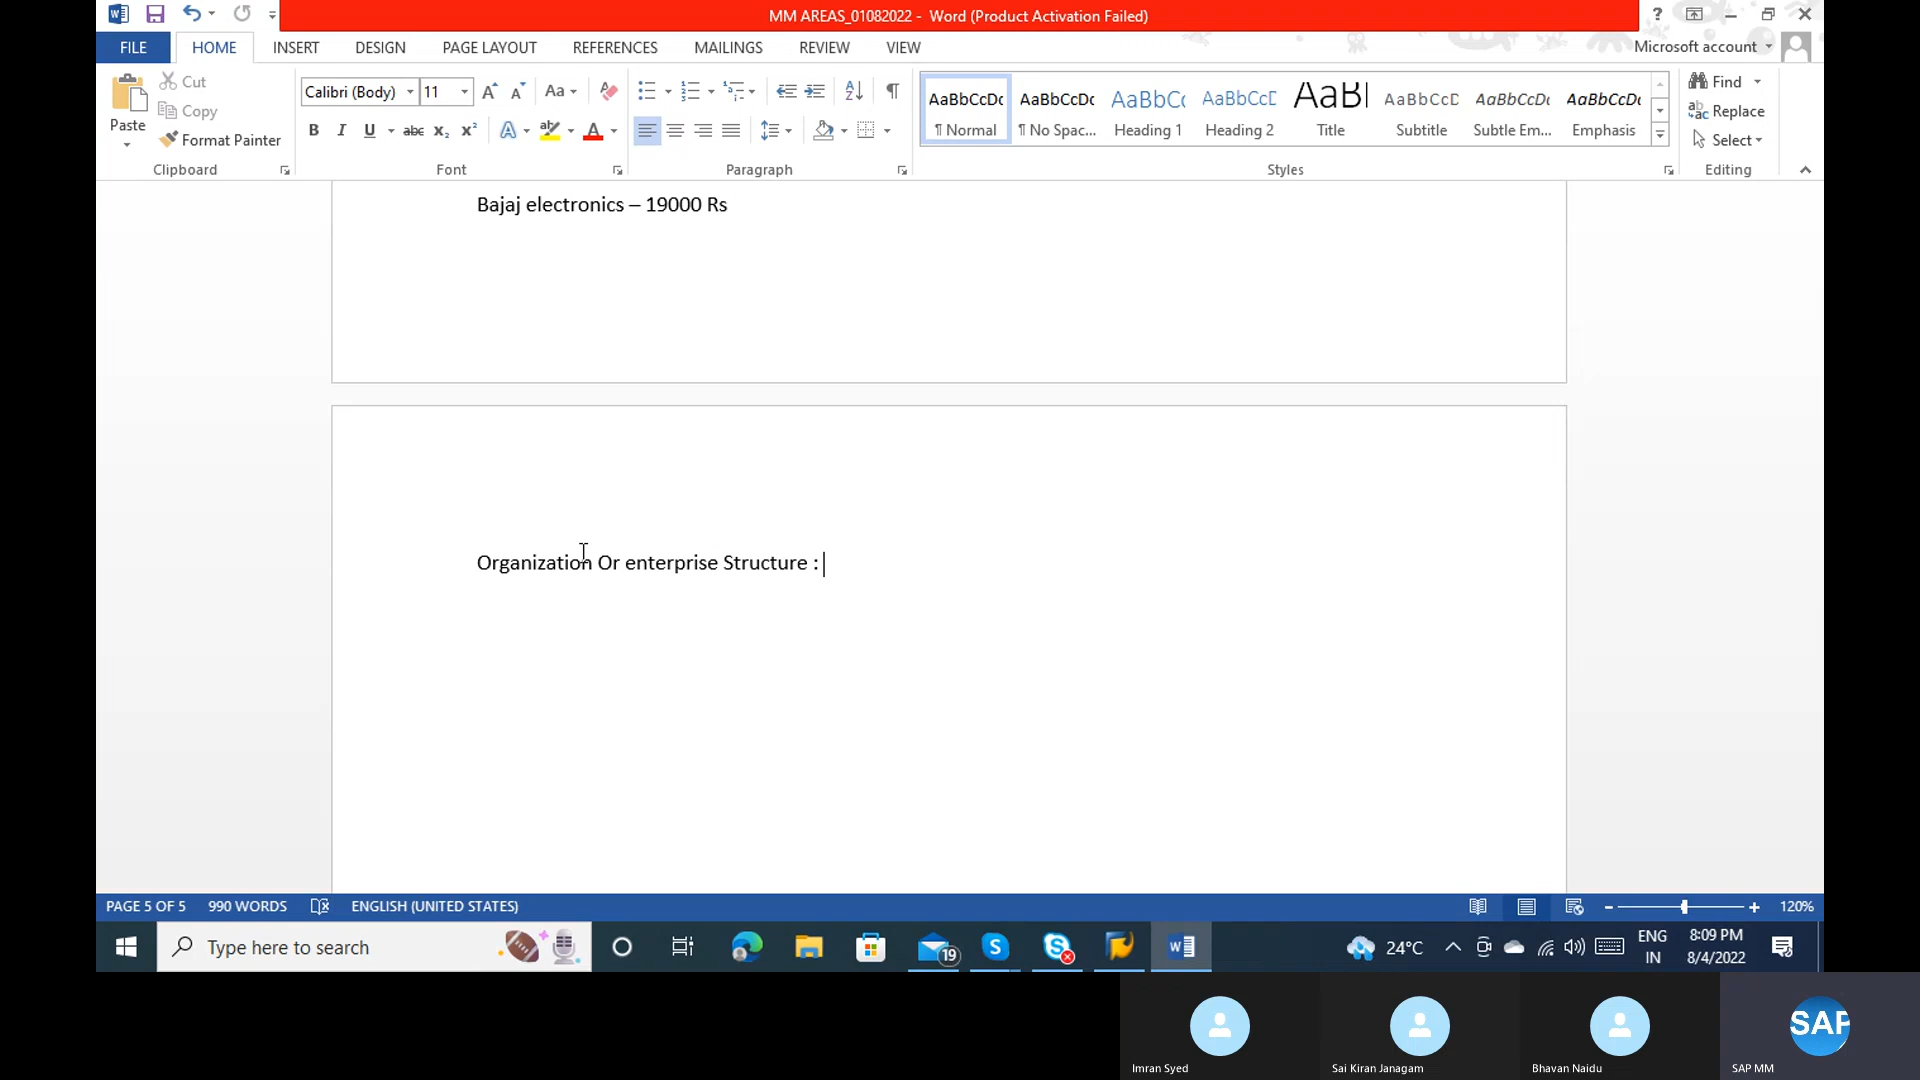 MM AREAS_01082022 - Word (Product Activation Failed)
?
FILE HOME INSERT DESIGN PAGE LAYOUT REFERENCES MAILINGS REVIEW VIEW Microsoft account
Paste
Cut
Copy
Format Painter
Clipboard
Calibri (Body) 11
Font
Paragraph
AaBbCcDc AaBbCcDc AaBbC AaBbCcD AaBl AaBbCcD AaBbCcDc AaBbCcDc
¶ Normal ¶ No Spac... Heading 1 Heading 2 Title Subtitle Subtle Em... Emphasis
Styles
Find
Replace
Select
Editing
Bajaj electronics – 19000 Rs
Organization Or enterprise Structure :
PAGE 5 OF 5 990 WORDS ENGLISH (UNITED STATES) 120%
Type here to search
19
24°C
ENG
IN
8:09 PM
8/4/2022
SAP
Imran Syed Sai Kiran Janagam Bhavan Naidu SAP MM